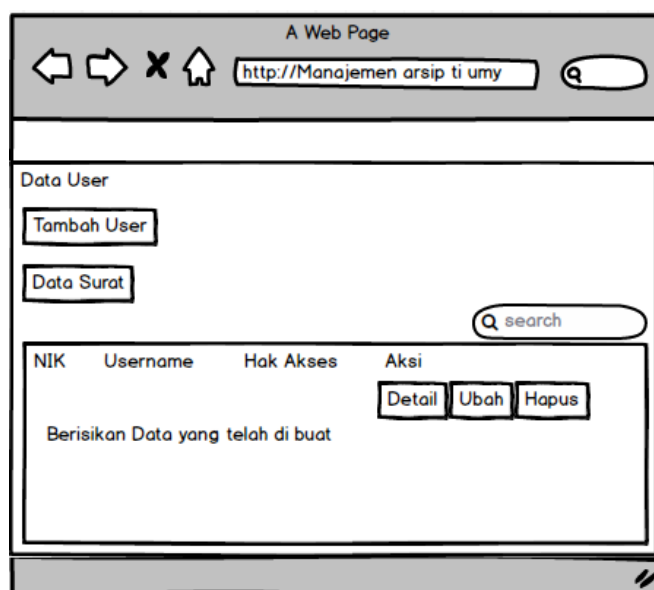 A Web Page
http://Manajemen arsip ti umy
Data User
Tambah User
Data Surat
search
NIK Username Hak Akses Aksi
Detail Ubah Hapus
Berisikan Data yang telah di buat